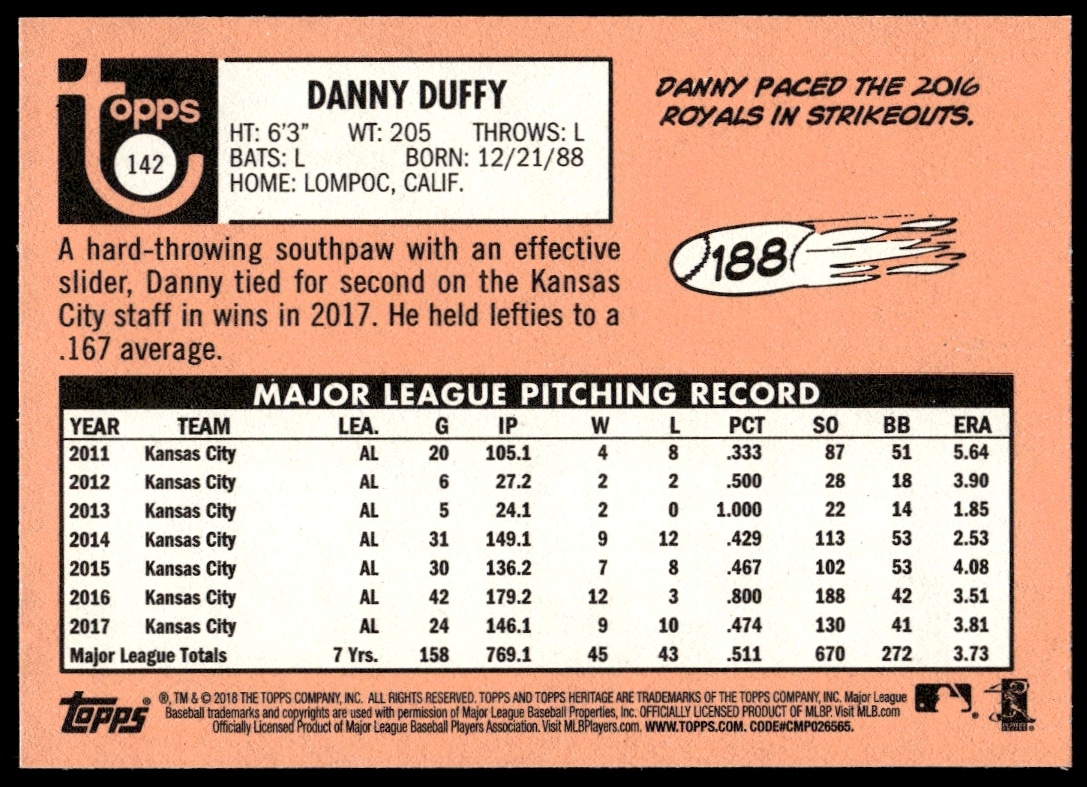 topps
142
DANNY DUFFY
HT: 6'3" WT: 205 THROWS: L
BATS: L BORN: 12/21/88
HOME: LOMPOC, CALIF.
DANNY PACED THE 2016
ROYALS IN STRIKEOUTS.
188
A hard-throwing southpaw with an effective
slider, Danny tied for second on the Kansas
City staff in wins in 2017. He held lefties to a
.167 average.
MAJOR LEAGUE PITCHING RECORD
YEAR TEAM LEA. G IP W L PCT SO BB ERA
2011 Kansas City AL 20 105.1 4 8 .333 87 51 5.64
2012 Kansas City AL 6 27.2 2 2 .500 28 18 3.90
2013 Kansas City AL 5 24.1 2 0 1.000 22 14 1.85
2014 Kansas City AL 31 149.1 9 12 .429 113 53 2.53
2015 Kansas City AL 30 136.2 7 8 .467 102 53 4.08
2016 Kansas City AL 42 179.2 12 3 .800 188 42 3.51
2017 Kansas City AL 24 146.1 9 10 .474 130 41 3.81
Major League Totals 7 Yrs. 158 769.1 45 43 .511 670 272 3.73
topps ®, TM & © 2018 THE TOPPS COMPANY, INC. ALL RIGHTS RESERVED. TOPPS AND TOPPS HERITAGE ARE TRADEMARKS OF THE TOPPS COMPANY, INC. Major League
Baseball trademarks and copyrights are used with permission of Major League Baseball Properties, Inc. OFFICIALLY LICENSED PRODUCT OF MLBP. Visit MLB.com
Officially Licensed Product of Major League Baseball Players Association. Visit MLBPlayers.com. WWW.TOPPS.COM. CODE#CMP026565.